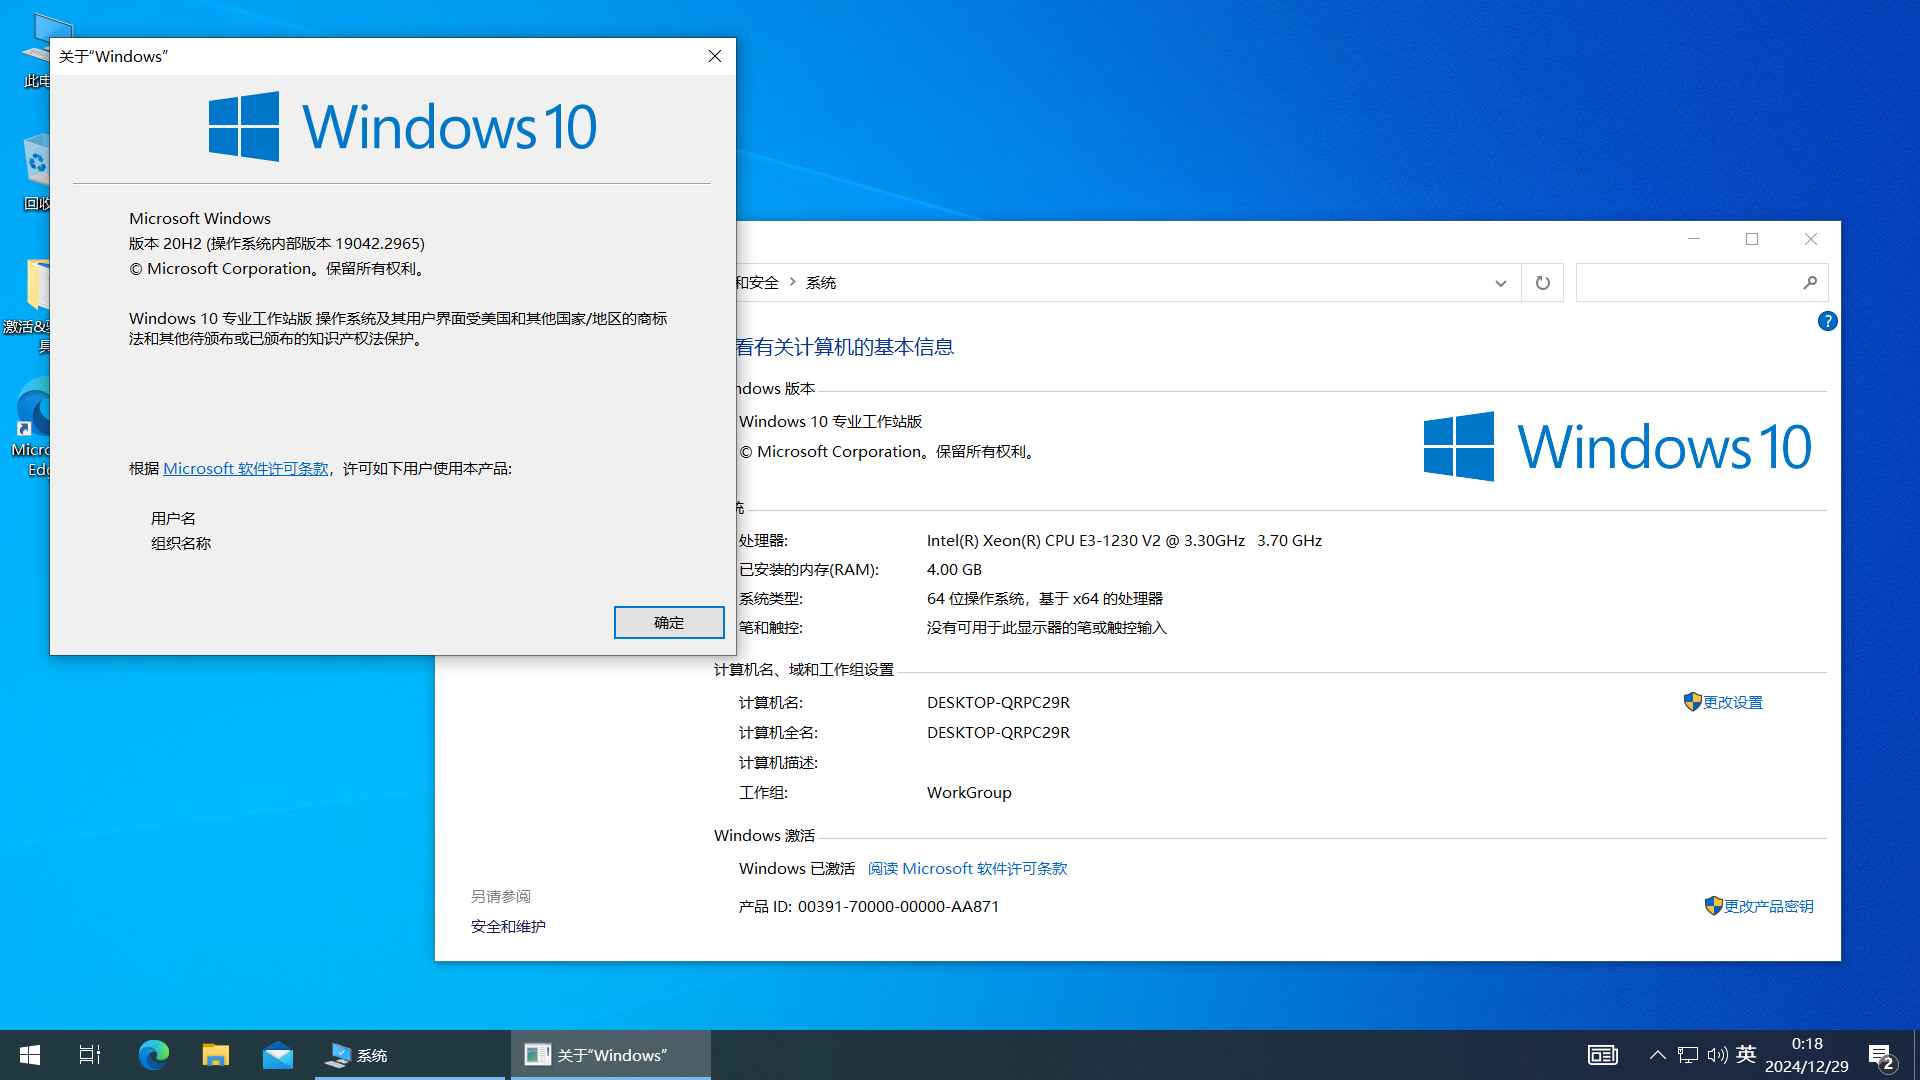 关于“Windows”
Windows 10
Microsoft Windows
版本 20H2 (操作系统内部版本 19042.2965)
© Microsoft Corporation。保留所有权利。
Windows 10 专业工作站版 操作系统及其用户界面受美国和其他国家/地区的商标
法和其他待颁布或已颁布的知识产权法保护。
根据 Microsoft 软件许可条款，许可如下用户使用本产品:
用户名
组织名称
确定
和安全 > 系统
看有关计算机的基本信息
ndows 版本
Windows 10 专业工作站版
© Microsoft Corporation。保留所有权利。
Windows 10
统
处理器: Intel(R) Xeon(R) CPU E3-1230 V2 @ 3.30GHz 3.70 GHz
已安装的内存(RAM): 4.00 GB
系统类型: 64 位操作系统，基于 x64 的处理器
笔和触控: 没有可用于此显示器的笔或触控输入
计算机名、域和工作组设置
计算机名: DESKTOP-QRPC29R 更改设置
计算机全名: DESKTOP-QRPC29R
计算机描述:
工作组: WorkGroup
Windows 激活
Windows 已激活 阅读 Microsoft 软件许可条款
产品 ID: 00391-70000-00000-AA871 更改产品密钥
另请参阅
安全和维护
此电
回收
激活&
Micro
Ed
系统
关于“Windows”
英
0:18
2024/12/29
2